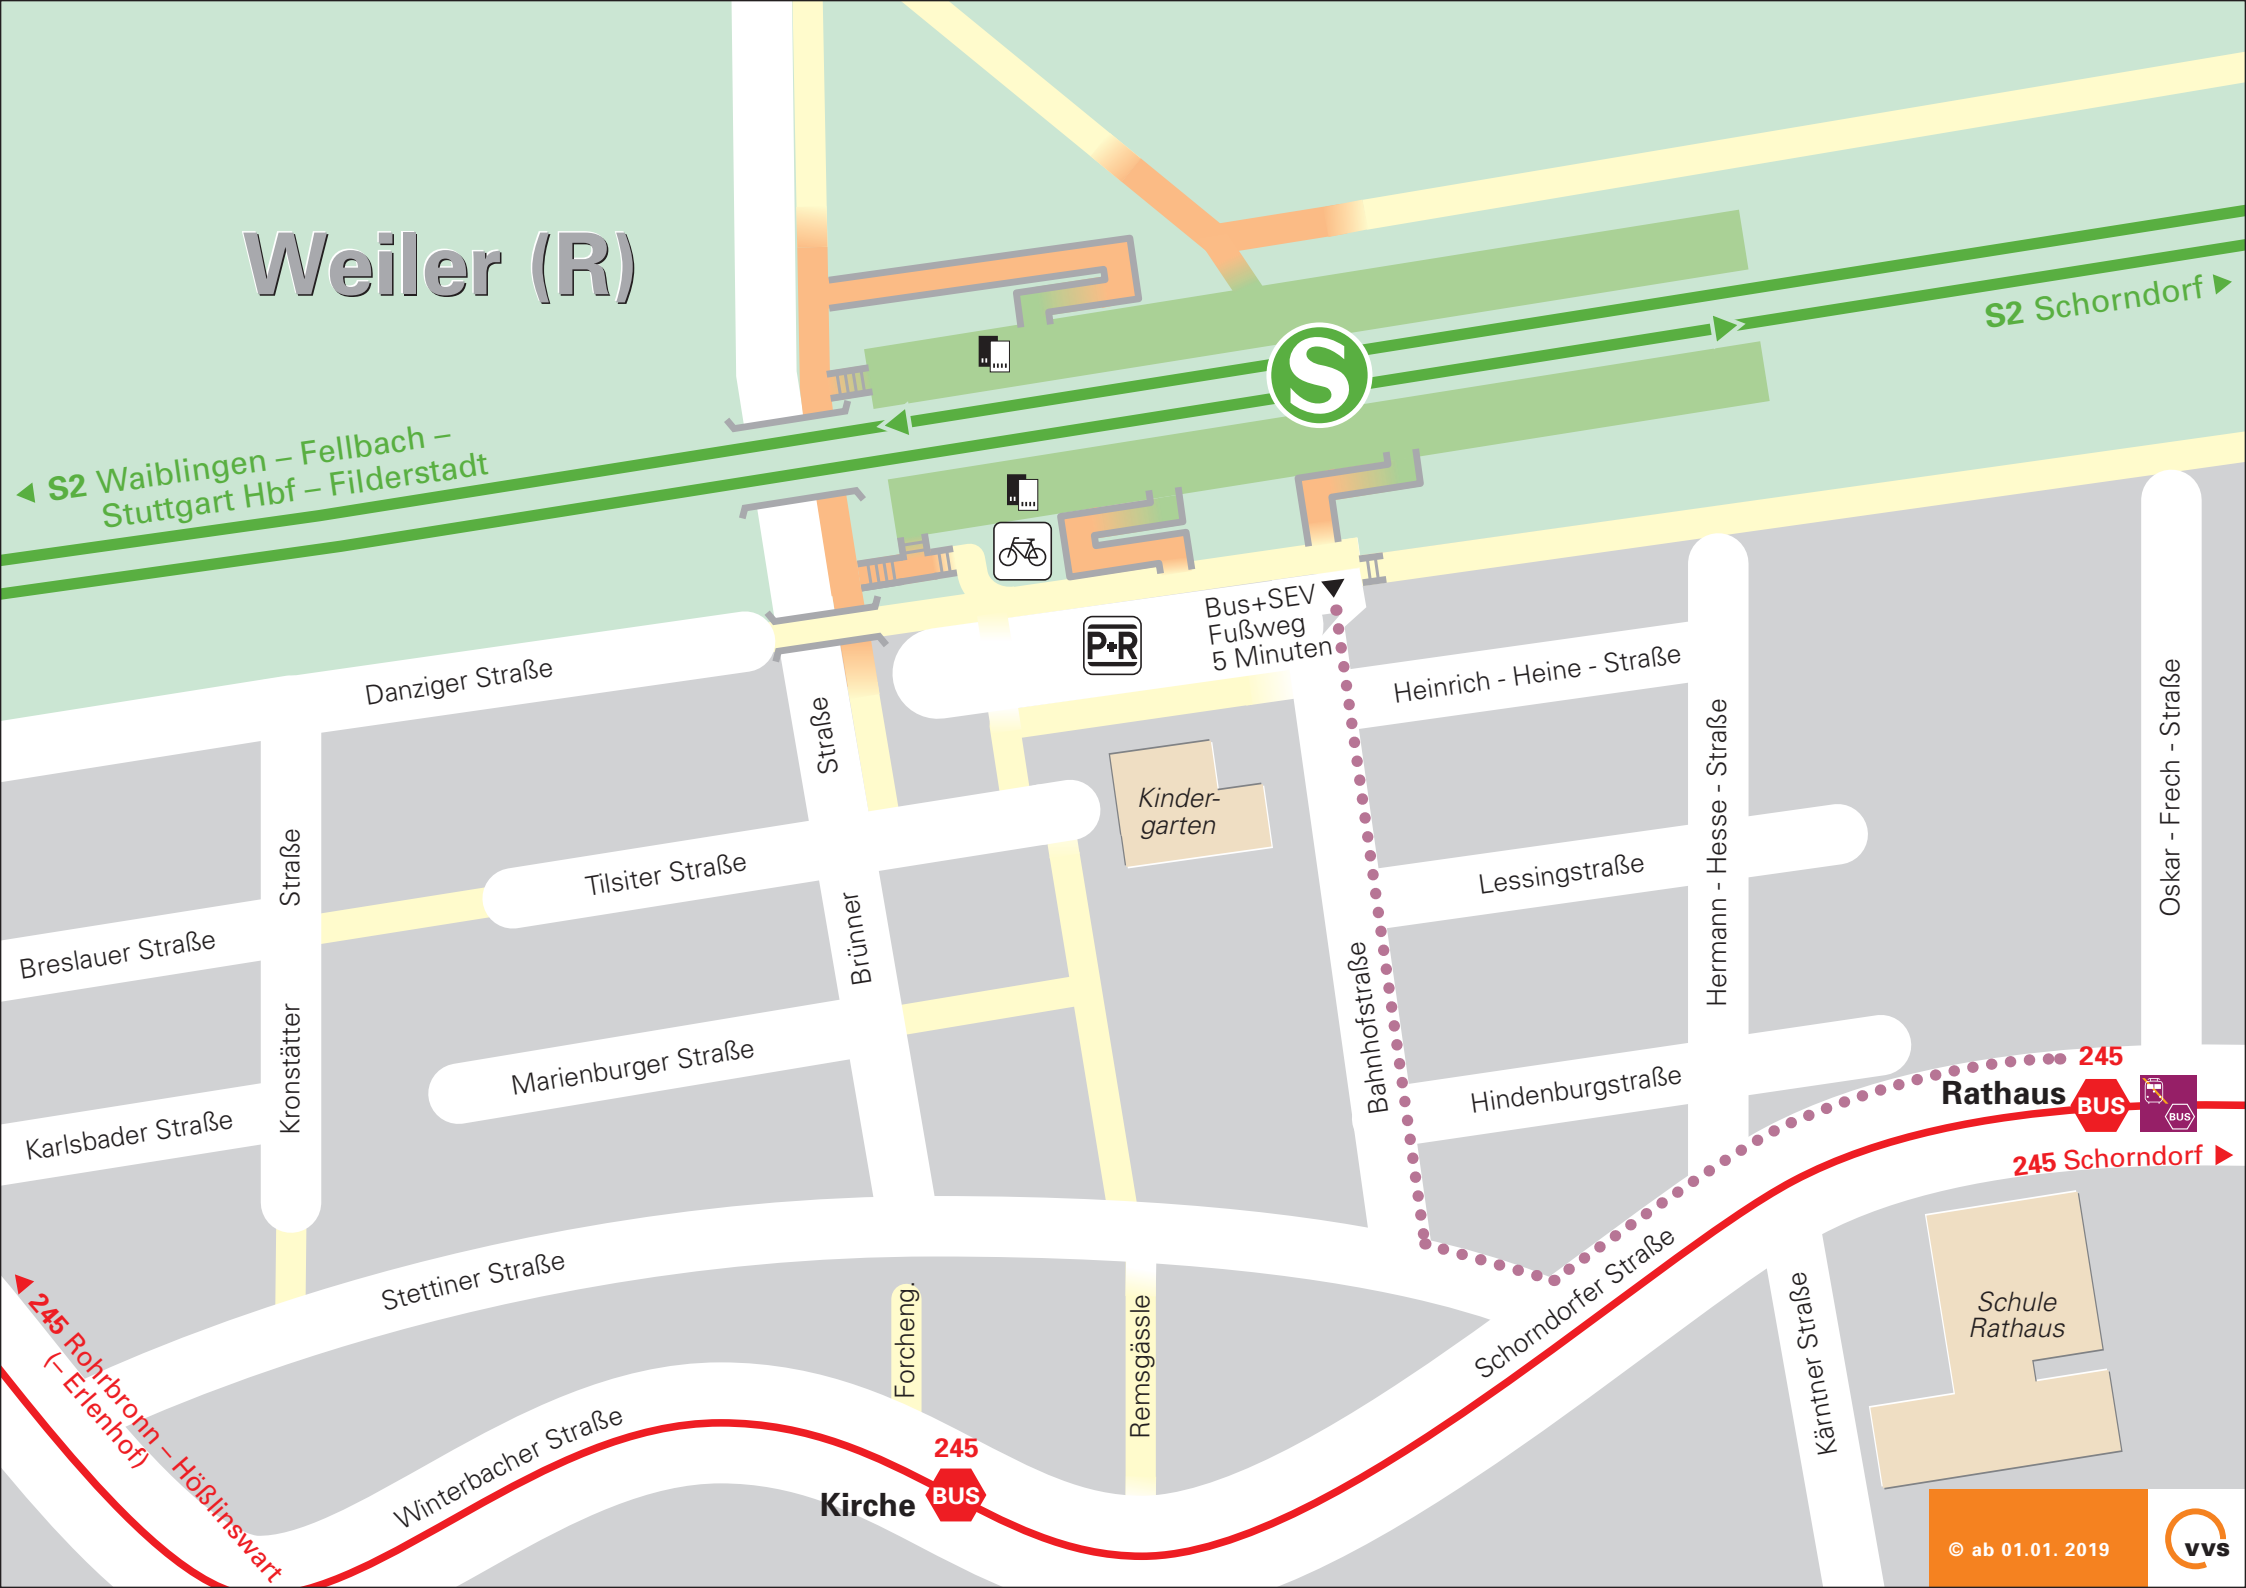 Weiler (R)
S2 Schorndorf
S2 Waiblingen – Fellbach –
Stuttgart Hbf – Filderstadt
S
Bus+SEV
Fußweg
5 Minuten
P+R
Danziger Straße
Heinrich - Heine - Straße
Straße
Brünner
Kinder-
garten
Hermann - Hesse - Straße
Oskar - Frech - Straße
Straße
Kronstätter
Tilsiter Straße
Lessingstraße
Breslauer Straße
Bahnhofstraße
Marienburger Straße
Hindenburgstraße
Karlsbader Straße
245
Rathaus
BUS
BUS
245 Schorndorf
Stettiner Straße
Schorndorfer Straße
Kärntner Straße
Schule
Rathaus
Forcheng.
Remsgässle
245 Rohrbronn – Hößlinswart
(– Erlenhof)
Winterbacher Straße
245
Kirche
BUS
© ab 01.01. 2019
vvs